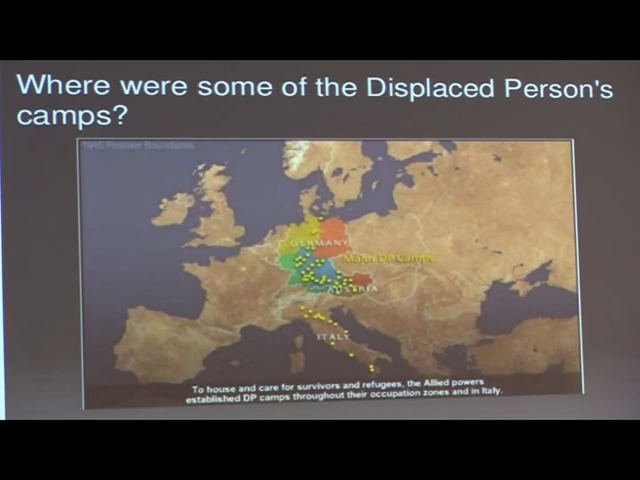 Where were some of the Displaced Person's
camps?
1945 Postwar Boundaries
GERMANY
Major DP Camps
AUSTRIA
ITALY
To house and care for survivors and refugees, the Allied powers
established DP camps throughout their occupation zones and in Italy.